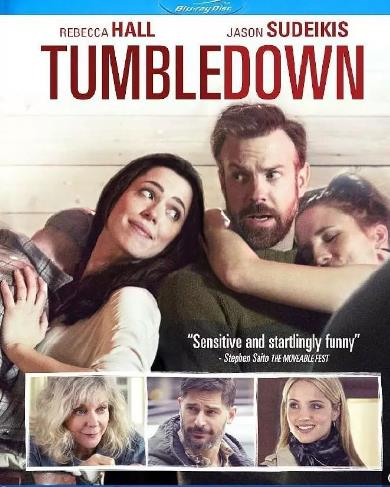 Blu-ray Disc
REBECCA HALL JASON SUDEIKIS
TUMBLEDOWN
"Sensitive and startlingly funny"
- Stephen Saito THE MOVEABLE FEST